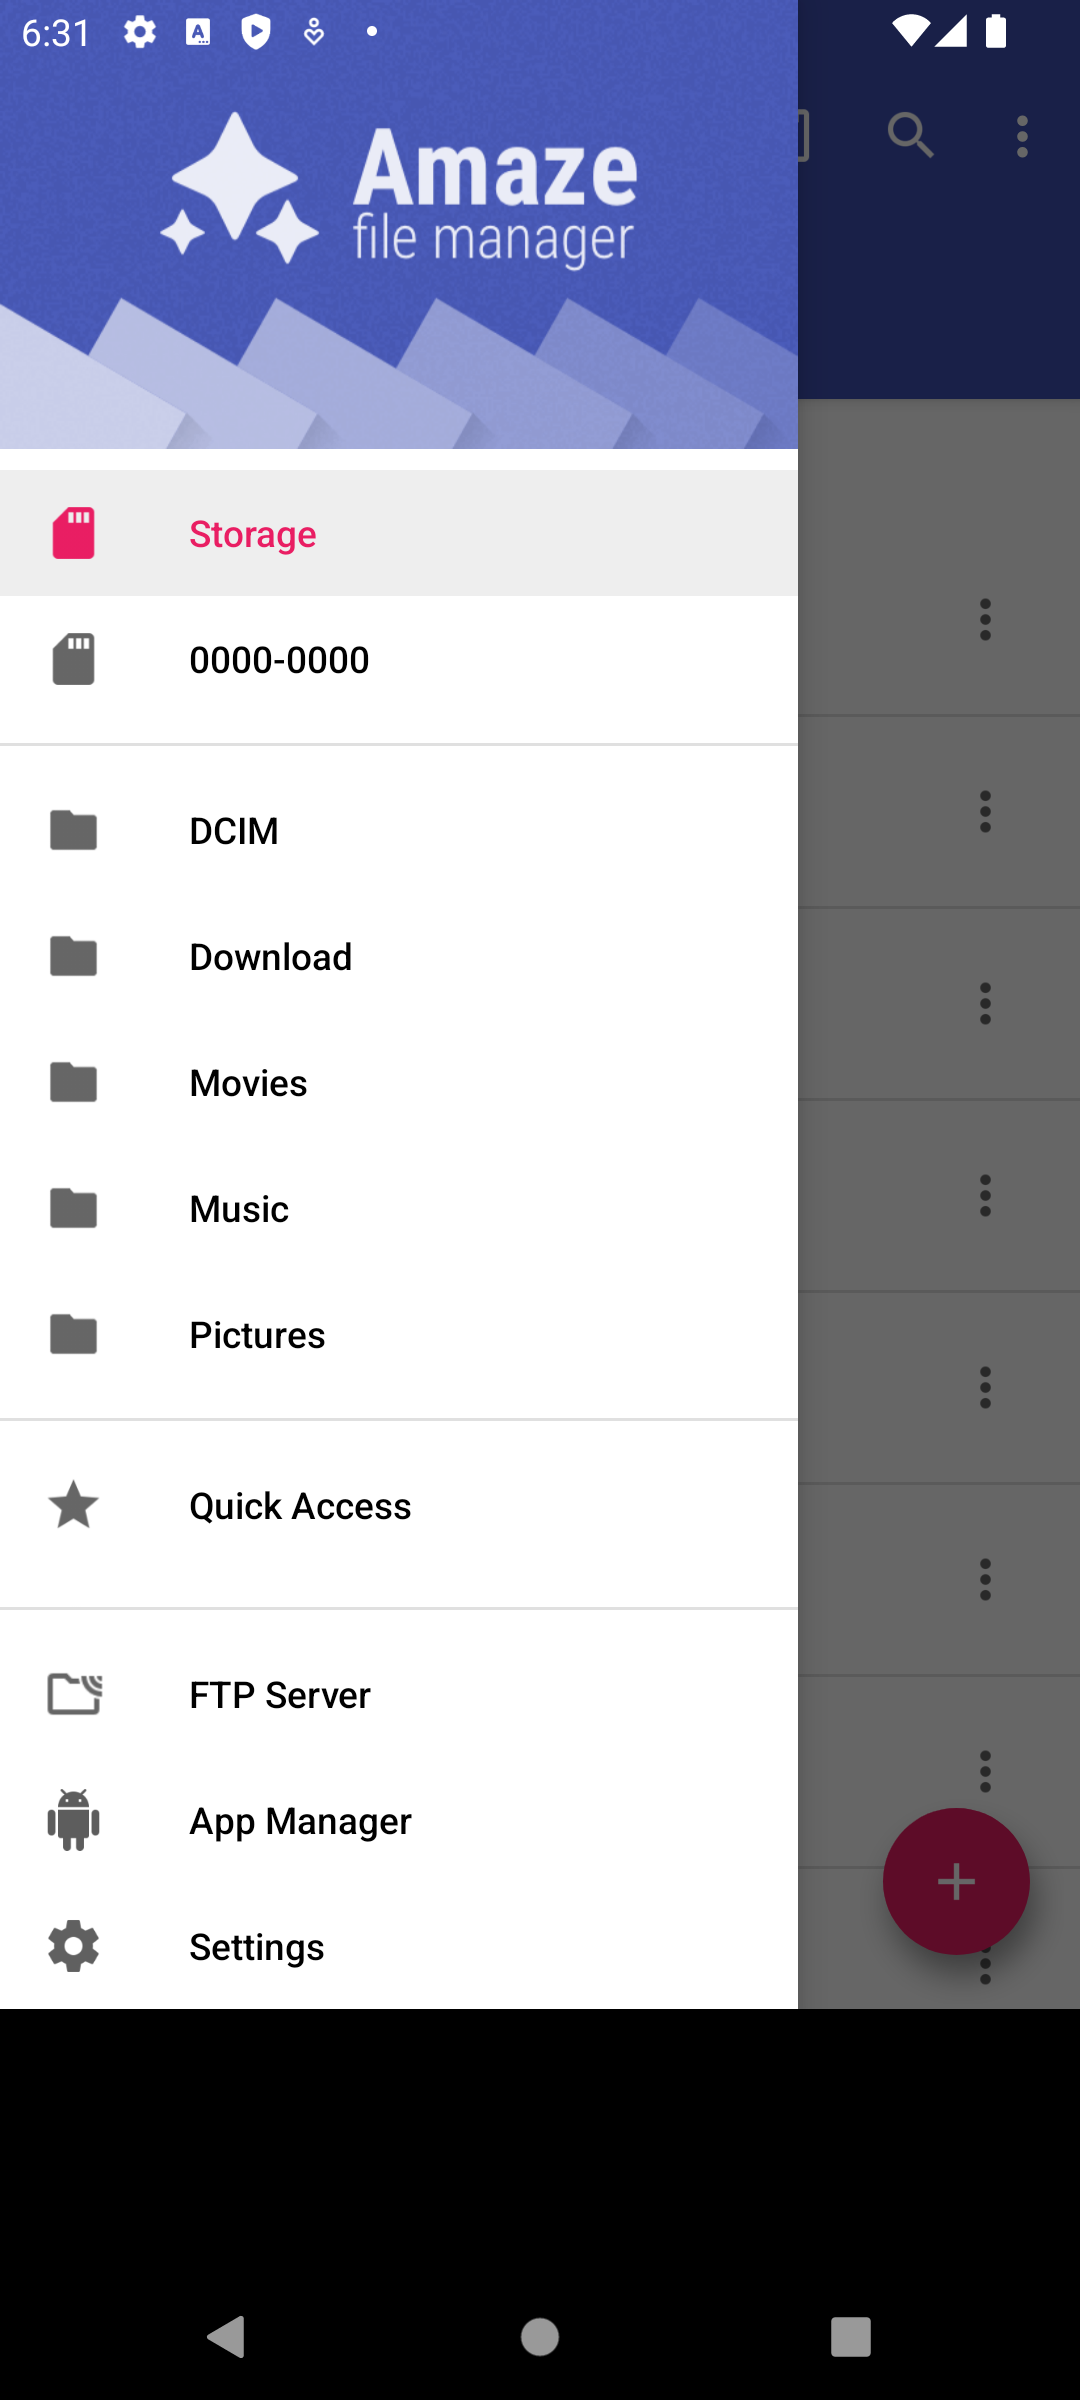 6:31
Amaze
file manager
Storage
0000-0000
DCIM
Download
Movies
Music
Pictures
Quick Access
FTP Server
App Manager
Settings